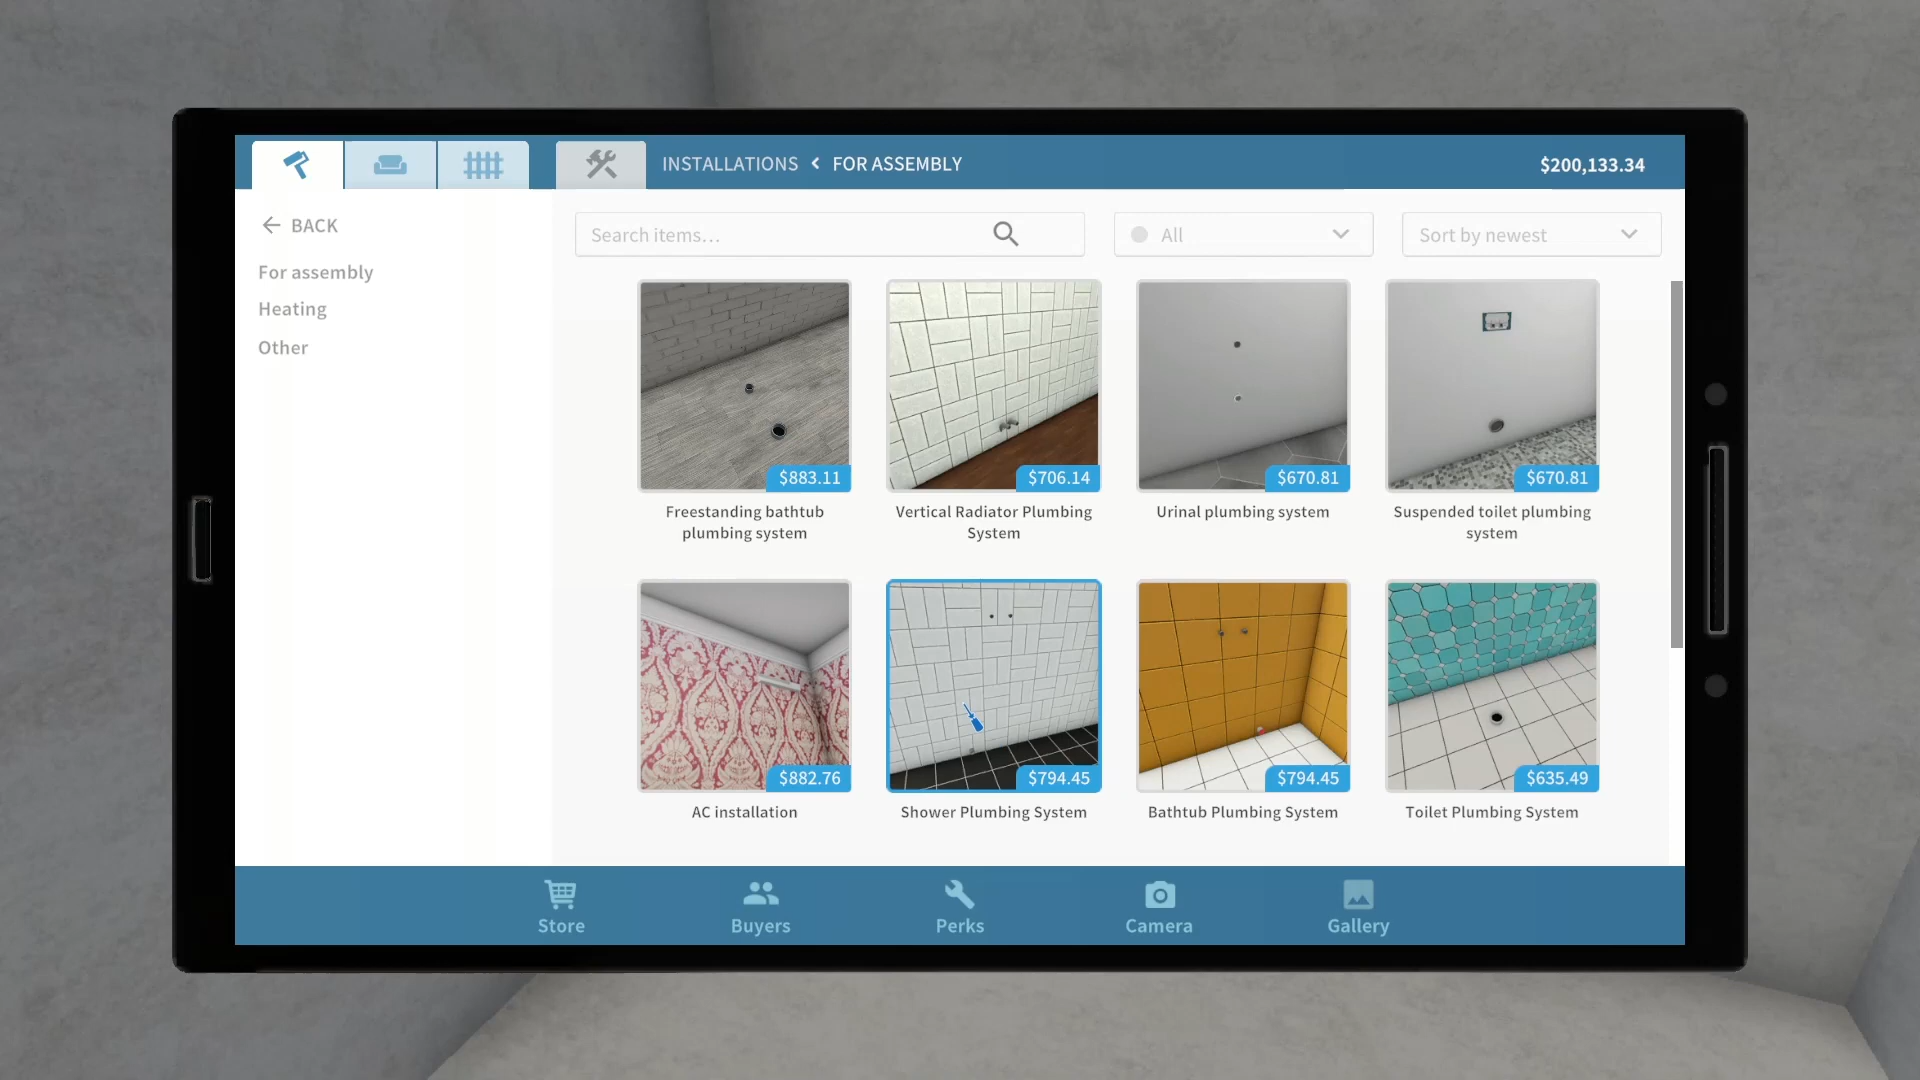 INSTALLATIONS < FOR ASSEMBLY
$200,133.34
BACK
For assembly
Heating
Other
Search items...
All
Sort by newest
$883.11
$706.14
$670.81
$670.81
Freestanding bathtub
plumbing system
Vertical Radiator Plumbing
System
Urinal plumbing system
Suspended toilet plumbing
system
$882.76
$794.45
$794.45
$635.49
AC installation
Shower Plumbing System
Bathtub Plumbing System
Toilet Plumbing System
Store
Buyers
Perks
Camera
Gallery